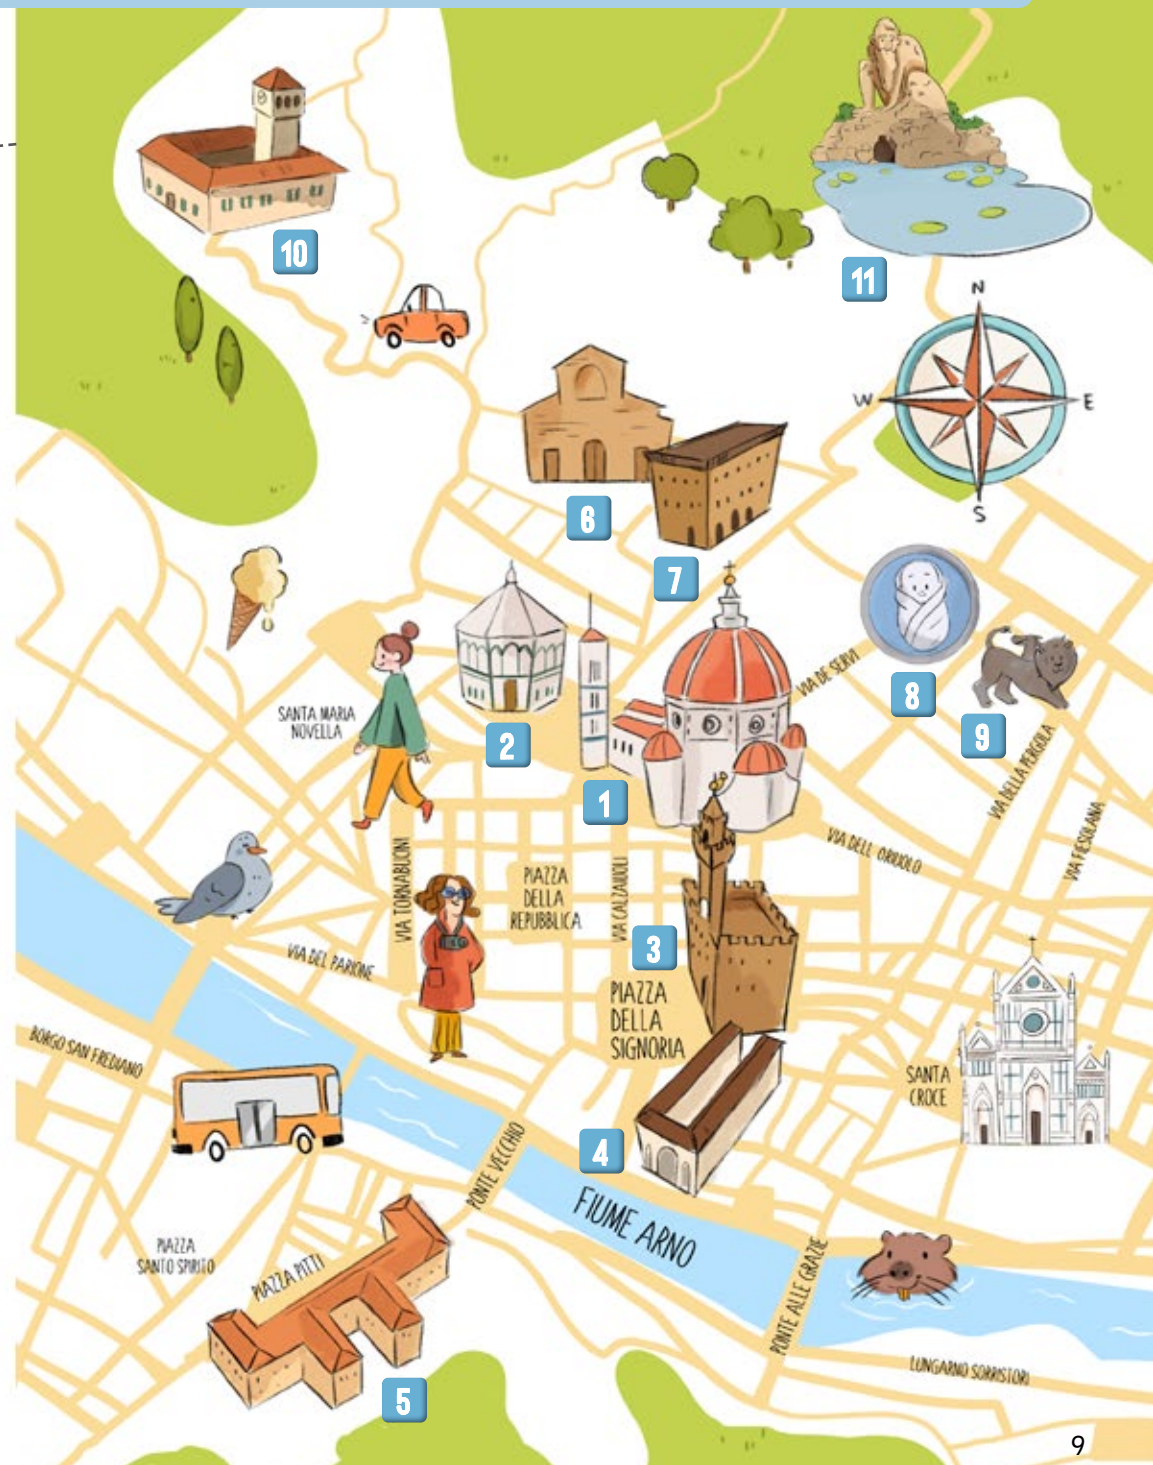 10
11
N
W
E
S
6
7
8
9
VIA DE SERVI
SANTA MARIA
NOVELLA
2
1
VIA DELLA PERGOLA
VIA FIESOLANA
VIA DELL' ORIUOLO
VIA TORNABUONI
PIAZZA
DELLA
REPUBBLICA
VIA CALZAIUOLI
3
VIA DEL PARIONE
PIAZZA
DELLA
SIGNORIA
BORGO SAN FREDIANO
SANTA
CROCE
4
PONTE VECCHIO
FIUME ARNO
PIAZZA
SANTO SPIRITO
PIAZZA PITTI
PONTE ALLE GRAZIE
LUNGARNO SORRISTORI
5
9